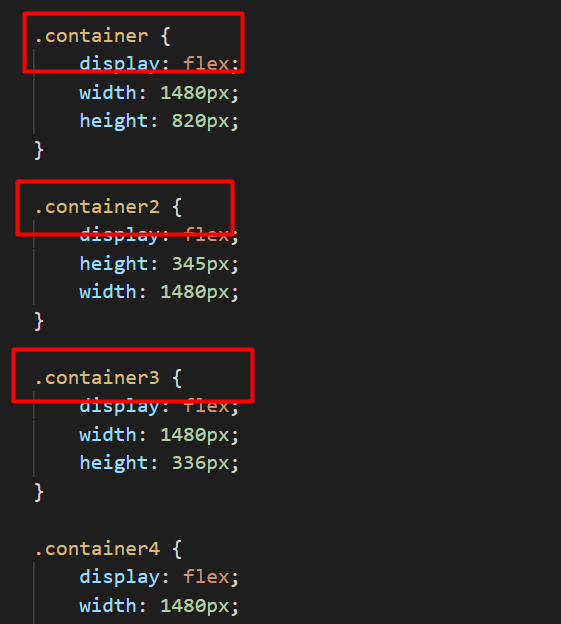 .container {
    display: flex;
    width: 1480px;
    height: 820px;
}
.container2 {
    display: flex;
    height: 345px;
    width: 1480px;
}
.container3 {
    display: flex;
    width: 1480px;
    height: 336px;
}
.container4 {
    display: flex;
    width: 1480px;